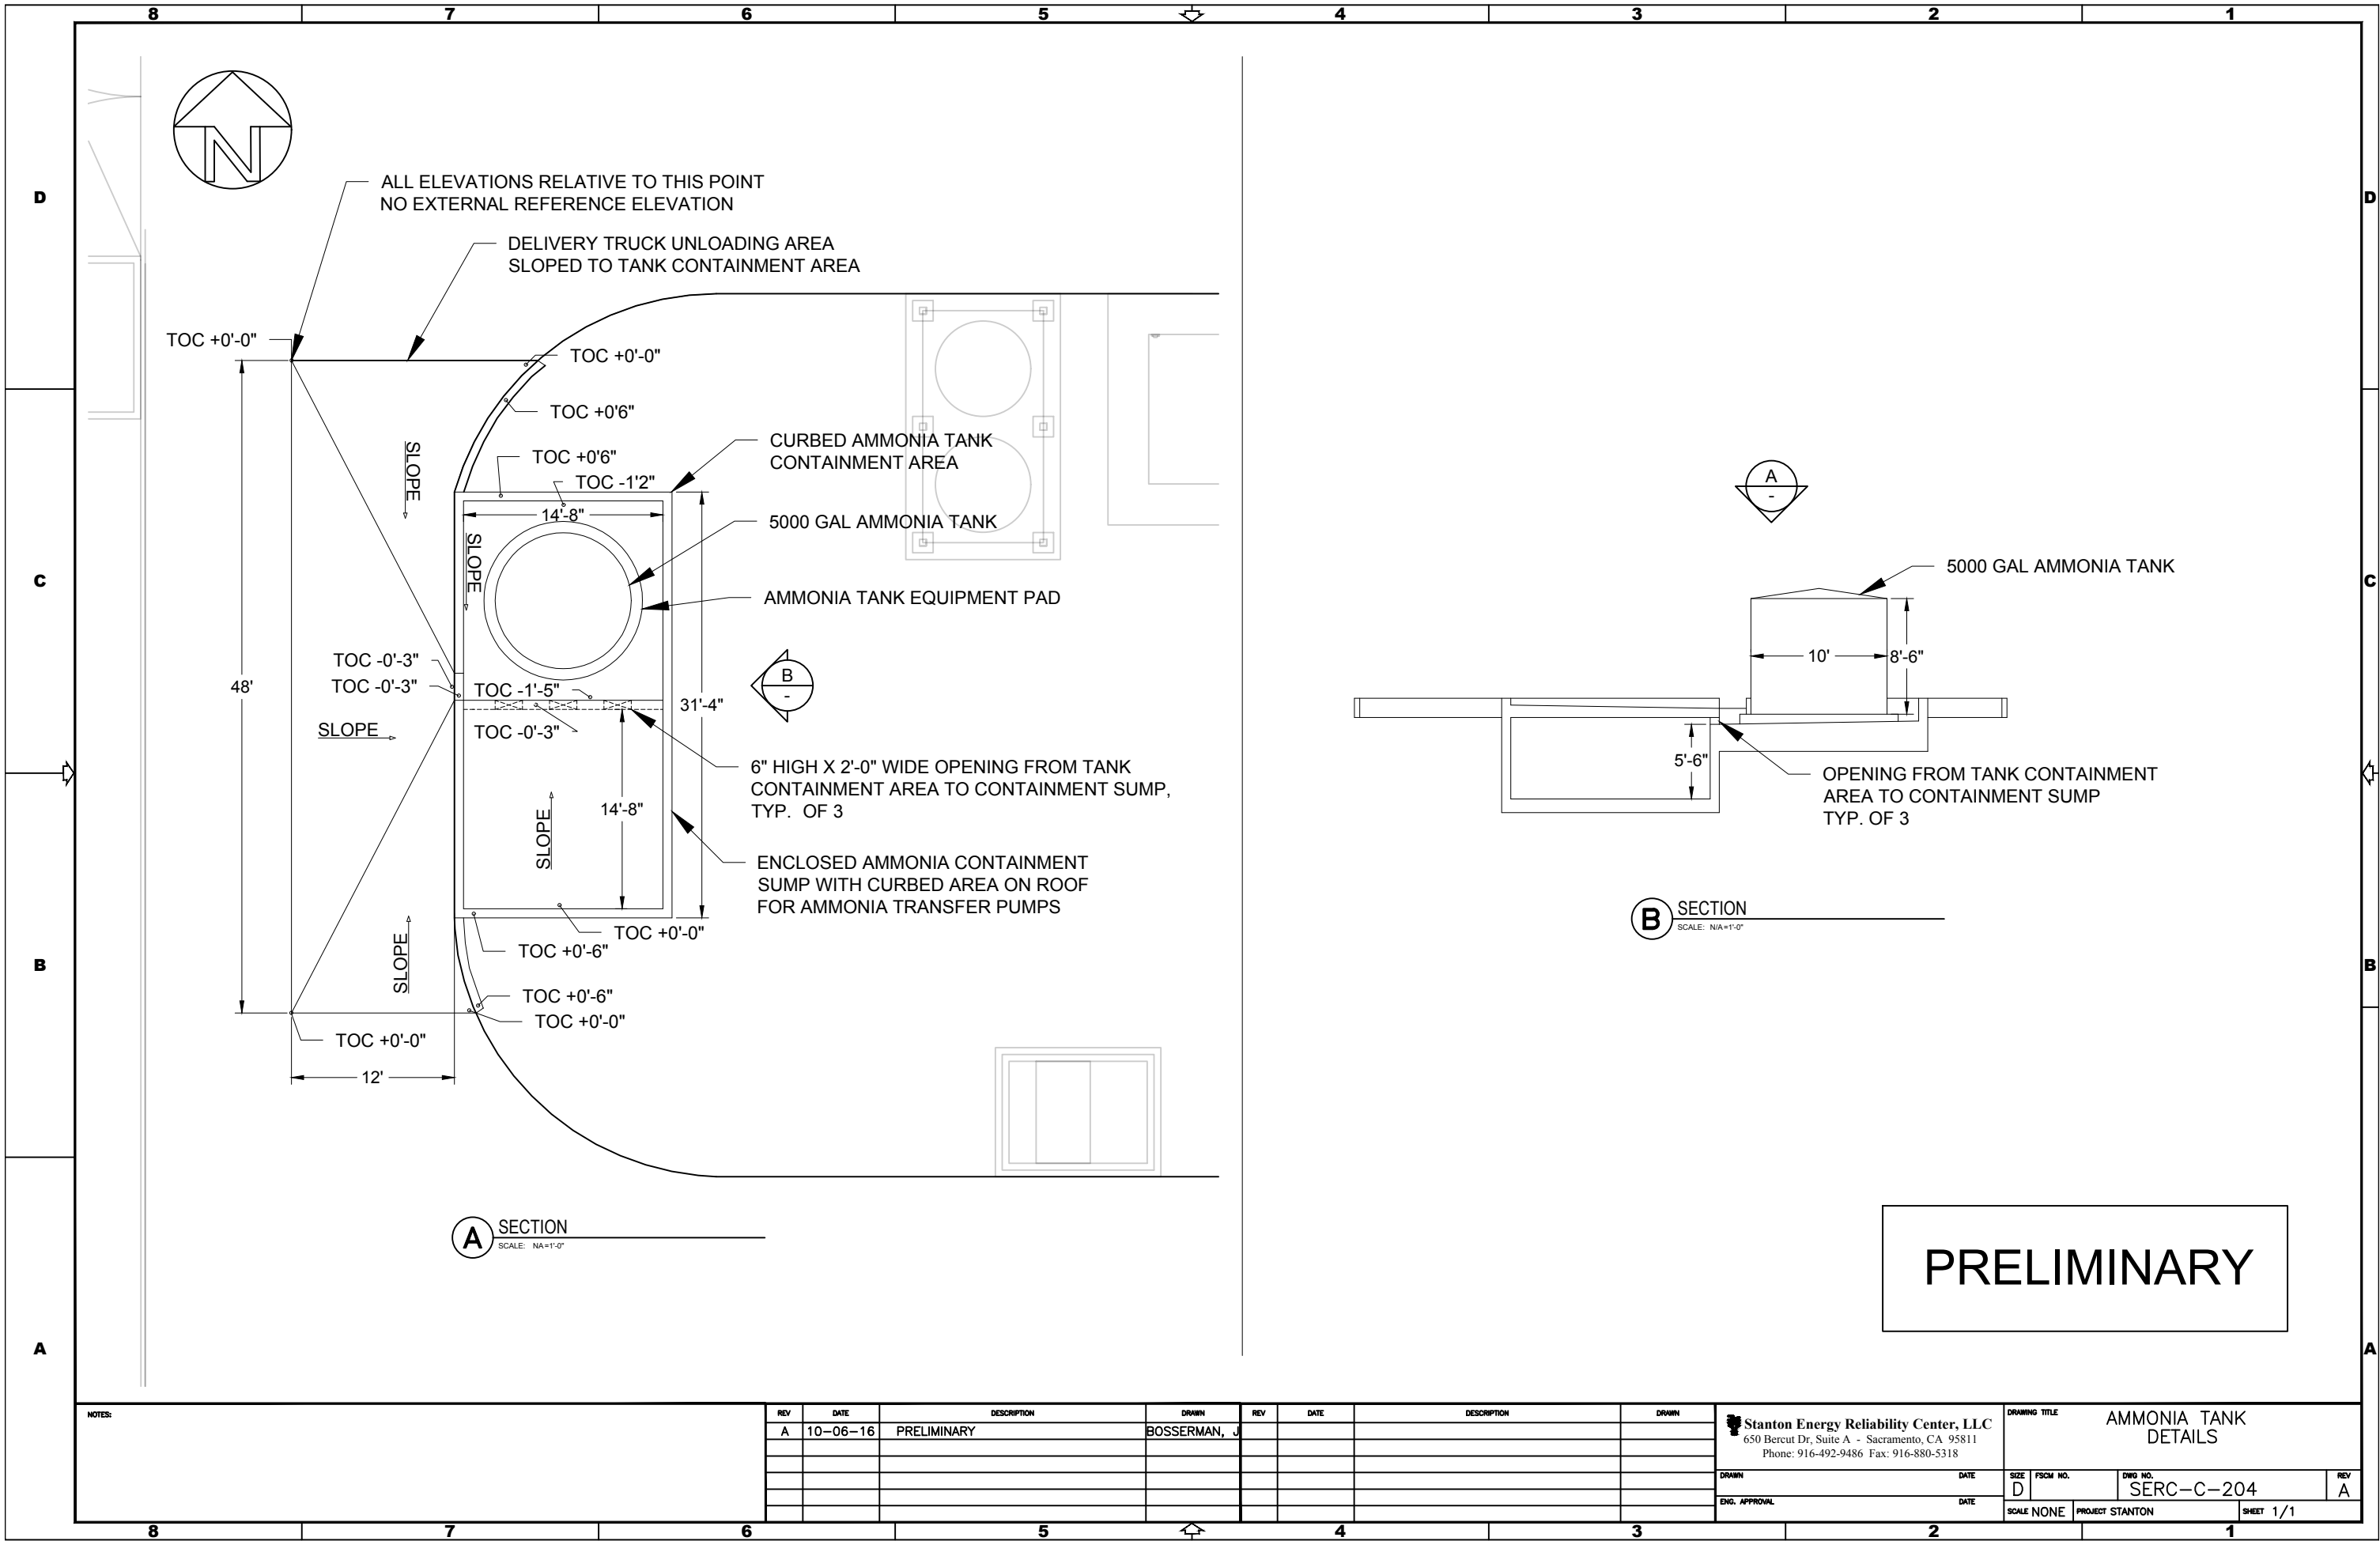 8 7 6 5 4 3 2 1
D D
C C
B B
A A
N
ALL ELEVATIONS RELATIVE TO THIS POINT
NO EXTERNAL REFERENCE ELEVATION
DELIVERY TRUCK UNLOADING AREA
SLOPED TO TANK CONTAINMENT AREA
TOC +0'-0"
TOC +0'-0"
TOC +0'6"
CURBED AMMONIA TANK
CONTAINMENT AREA
TOC +0'6"
TOC -1'2"
SLOPE
14'-8"
5000 GAL AMMONIA TANK
SLOPE
AMMONIA TANK EQUIPMENT PAD
TOC -0'-3"
TOC -0'-3"
TOC -1'-5"
48'
B
-
31'-4"
SLOPE
TOC -0'-3"
6" HIGH X 2'-0" WIDE OPENING FROM TANK
CONTAINMENT AREA TO CONTAINMENT SUMP,
TYP. OF 3
14'-8"
SLOPE
ENCLOSED AMMONIA CONTAINMENT
SUMP WITH CURBED AREA ON ROOF
FOR AMMONIA TRANSFER PUMPS
TOC +0'-0"
TOC +0'-6"
SLOPE
TOC +0'-6"
TOC +0'-0"
TOC +0'-0"
12'
A
SECTION
SCALE: NA=1'-0"
A
-
5000 GAL AMMONIA TANK
10'
8'-6"
5'-6"
OPENING FROM TANK CONTAINMENT
AREA TO CONTAINMENT SUMP
TYP. OF 3
B
SECTION
SCALE: N/A=1'-0"
PRELIMINARY
NOTES:
REV DATE DESCRIPTION DRAWN REV DATE DESCRIPTION DRAWN
A 10-06-16 PRELIMINARY BOSSERMAN, J
Stanton Energy Reliability Center, LLC
650 Bercut Dr, Suite A - Sacramento, CA 95811
Phone: 916-492-9486 Fax: 916-880-5318
DRAWN DATE
ENG. APPROVAL DATE
DRAWING TITLE
AMMONIA TANK
DETAILS
SIZE FSCM NO. DWG NO. REV
D SERC-C-204 A
SCALE NONE PROJECT STANTON SHEET 1/1
8 7 6 5 4 3 2 1